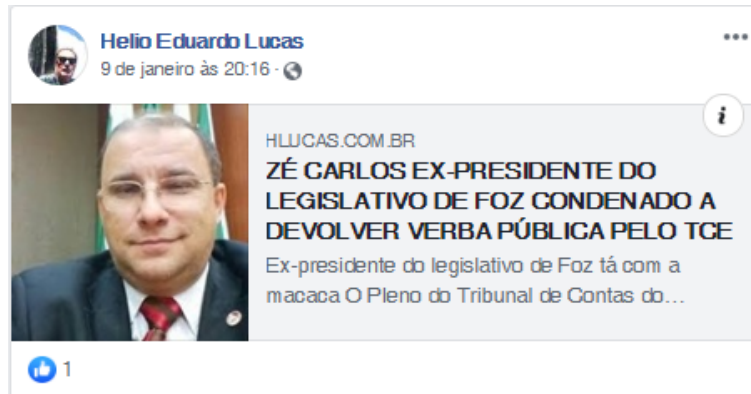 Helio Eduardo Lucas
9 de janeiro às 20:16 ·
HLUCAS.COM.BR
ZÉ CARLOS EX-PRESIDENTE DO
LEGISLATIVO DE FOZ CONDENADO A
DEVOLVER VERBA PÚBLICA PELO TCE
Ex-presidente do legislativo de Foz tá com a
macaca O Pleno do Tribunal de Contas do...
1